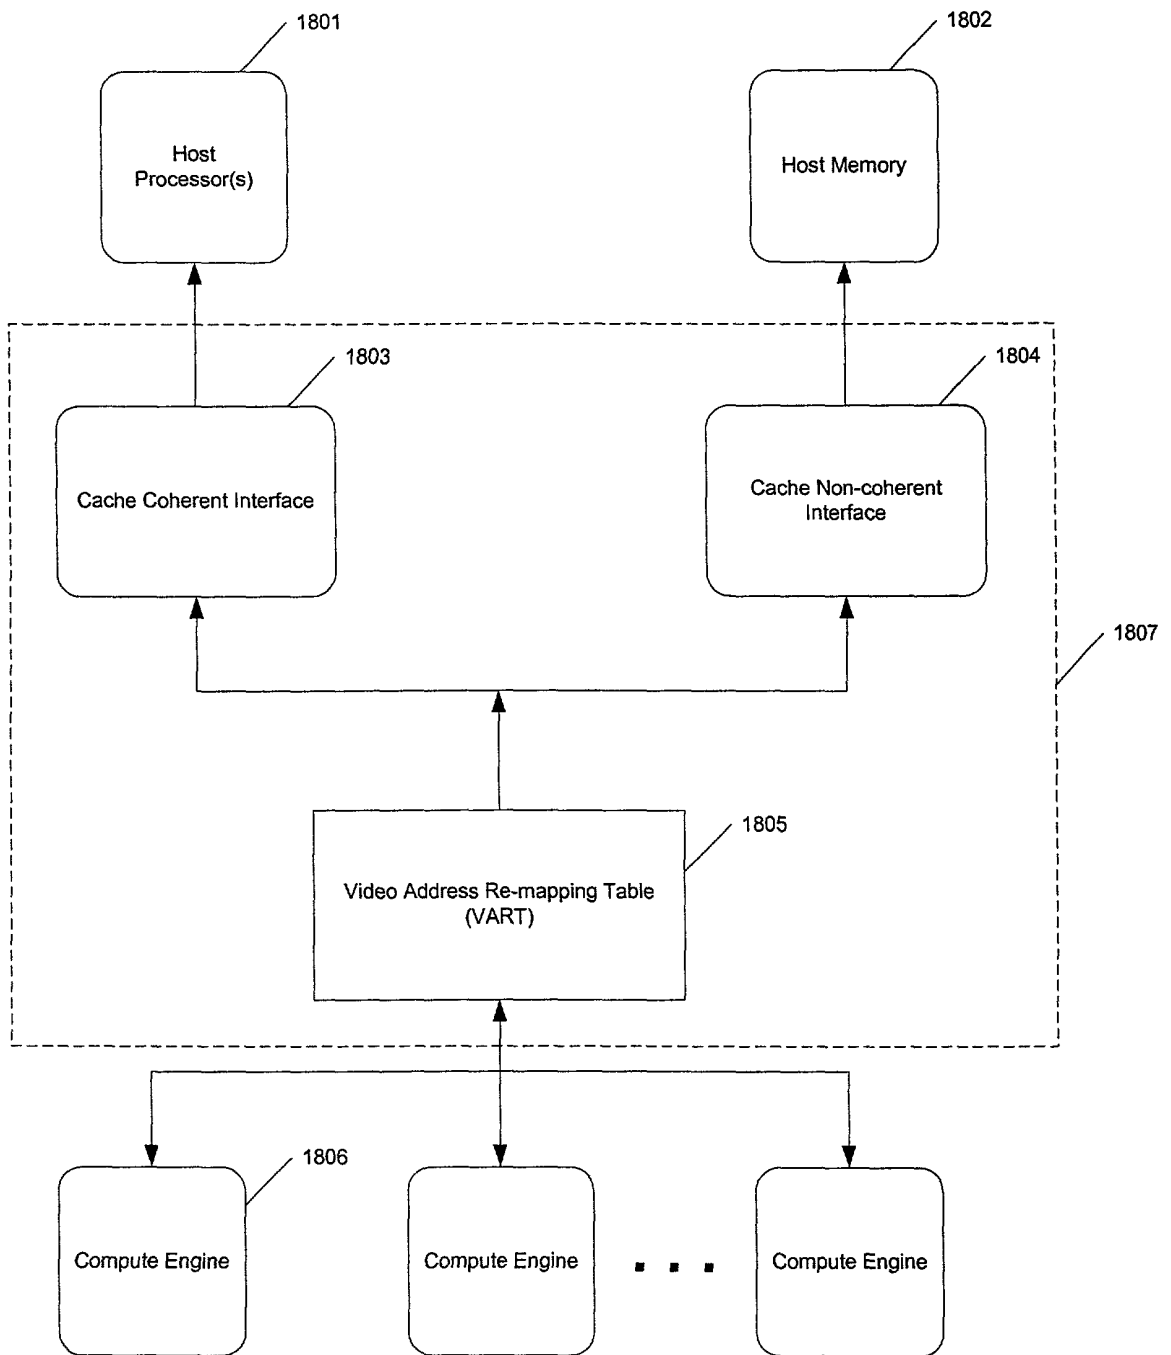 1801
1802
Host
Processor(s)
Host Memory
1803
1804
Cache Coherent Interface
Cache Non-coherent
Interface
1807
1805
Video Address Re-mapping Table
(VART)
1806
Compute Engine
Compute Engine
. . .
Compute Engine